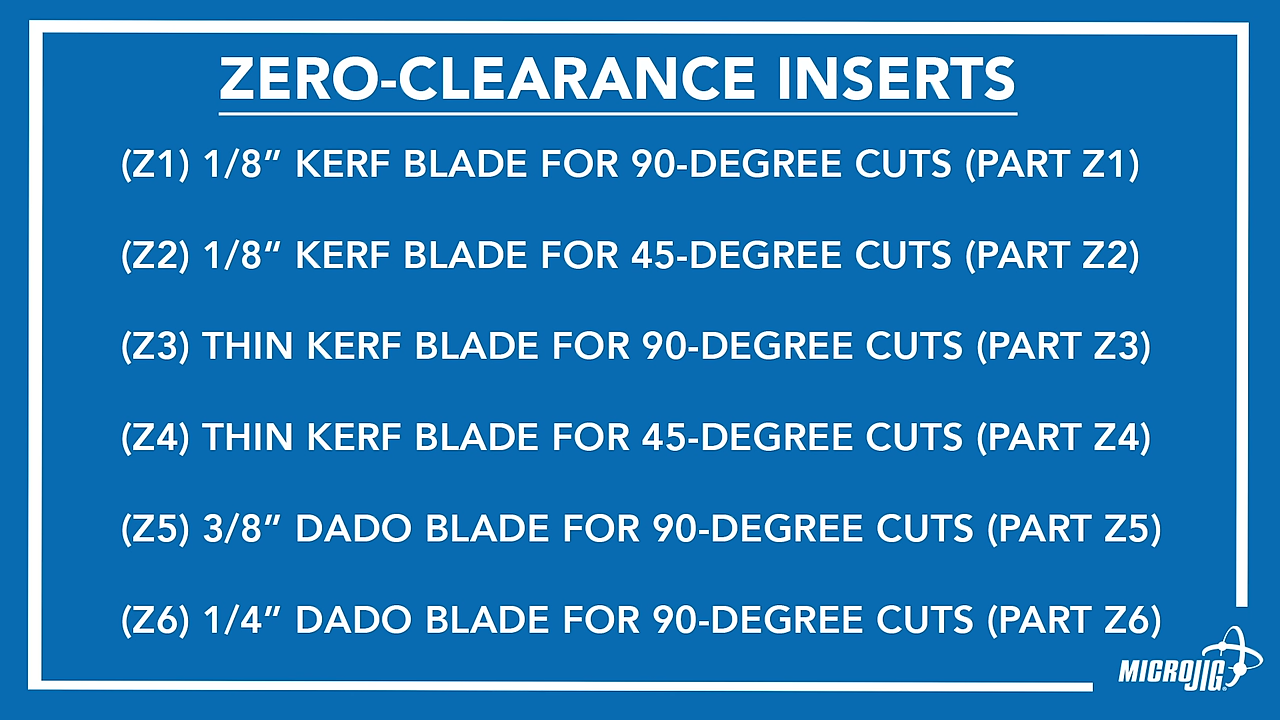 ZERO-CLEARANCE INSERTS
(Z1) 1/8” KERF BLADE FOR 90-DEGREE CUTS (PART Z1)
(Z2) 1/8“ KERF BLADE FOR 45-DEGREE CUTS (PART Z2)
(Z3) THIN KERF BLADE FOR 90-DEGREE CUTS (PART Z3)
(Z4) THIN KERF BLADE FOR 45-DEGREE CUTS (PART Z4)
(Z5) 3/8” DADO BLADE FOR 90-DEGREE CUTS (PART Z5)
(Z6) 1/4” DADO BLADE FOR 90-DEGREE CUTS (PART Z6)
MICROJIG®